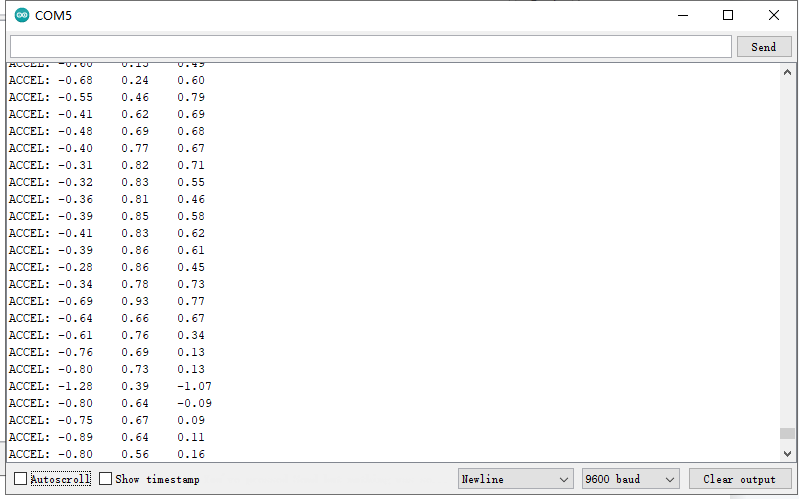 COM5
Send
ACCEL: -0.60 0.13 0.49
ACCEL: -0.68 0.24 0.60
ACCEL: -0.55 0.46 0.79
ACCEL: -0.41 0.62 0.69
ACCEL: -0.48 0.69 0.68
ACCEL: -0.40 0.77 0.67
ACCEL: -0.31 0.82 0.71
ACCEL: -0.32 0.83 0.55
ACCEL: -0.36 0.81 0.46
ACCEL: -0.39 0.85 0.58
ACCEL: -0.41 0.83 0.62
ACCEL: -0.39 0.86 0.61
ACCEL: -0.28 0.86 0.45
ACCEL: -0.34 0.78 0.73
ACCEL: -0.69 0.93 0.77
ACCEL: -0.64 0.66 0.67
ACCEL: -0.61 0.76 0.34
ACCEL: -0.76 0.69 0.13
ACCEL: -0.80 0.73 0.13
ACCEL: -1.28 0.39 -1.07
ACCEL: -0.80 0.64 -0.09
ACCEL: -0.75 0.67 0.09
ACCEL: -0.89 0.64 0.11
ACCEL: -0.80 0.56 0.16
Autoscroll Show timestamp Newline 9600 baud Clear output